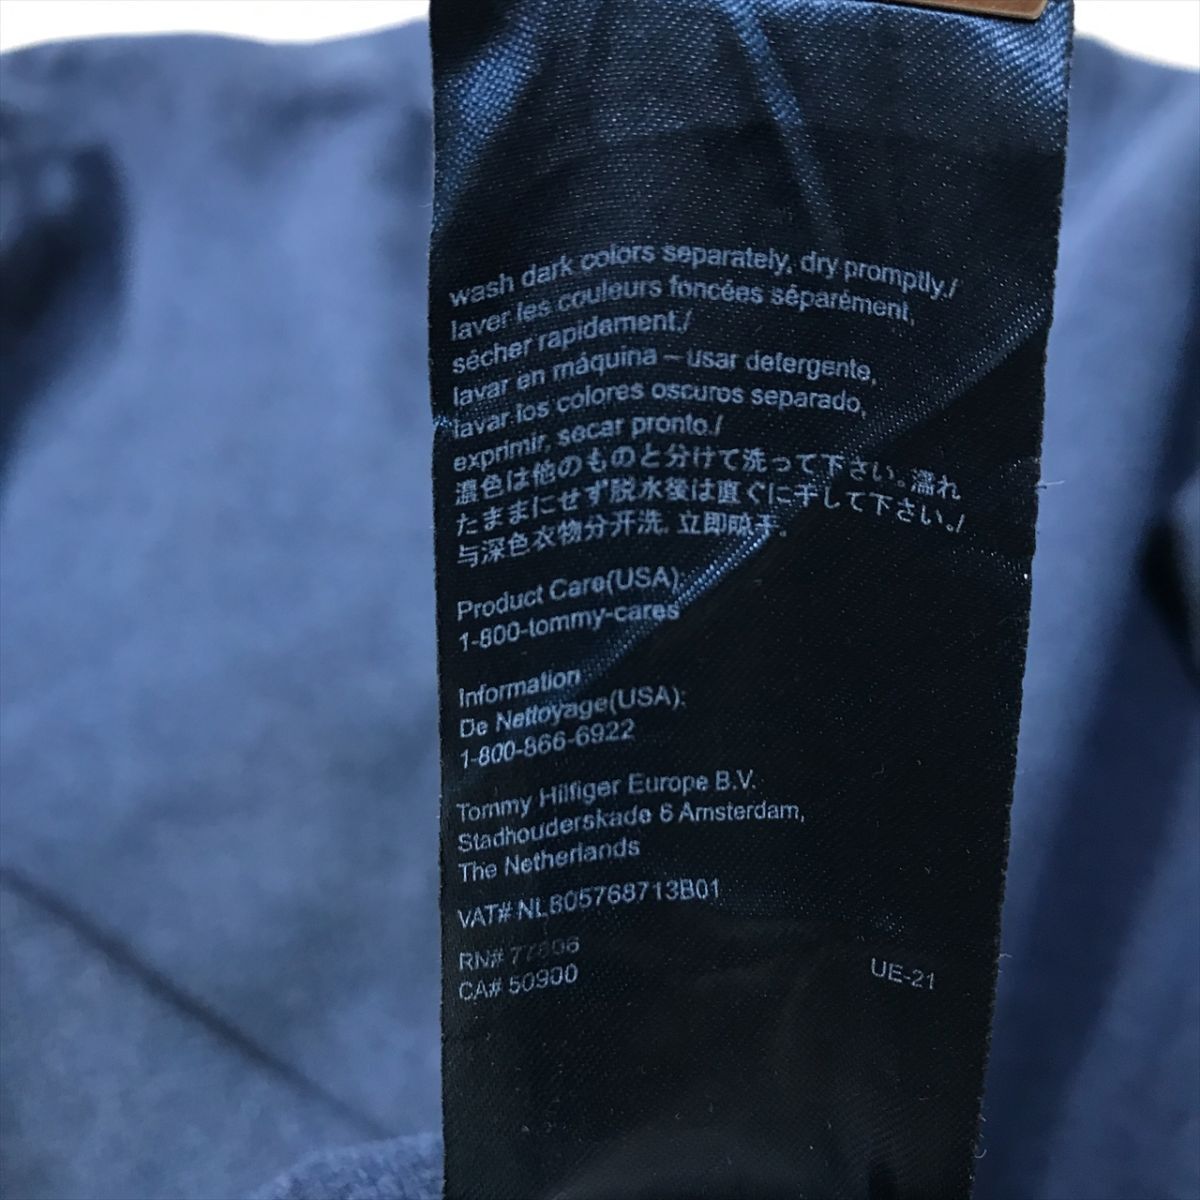 wash dark colors separately, dry promptly./
laver les couleurs foncées séparément,
sécher rapidement./
lavar en máquina – usar detergente,
lavar los colores oscuros separado,
exprimir, secar pronto./
濃色は他のものと分けて洗って下さい。濡れ
たままにせず脱水後は直ぐに干して下さい。/
与深色衣物分开洗. 立即晾干。
Product Care(USA):
1-800-tommy-cares
Information
De Nettoyage(USA):
1-800-866-6922
Tommy Hilfiger Europe B.V.
Stadhouderskade 6 Amsterdam,
The Netherlands
VAT# NL805768713B01
RN# 77806
CA# 50900
UE-21